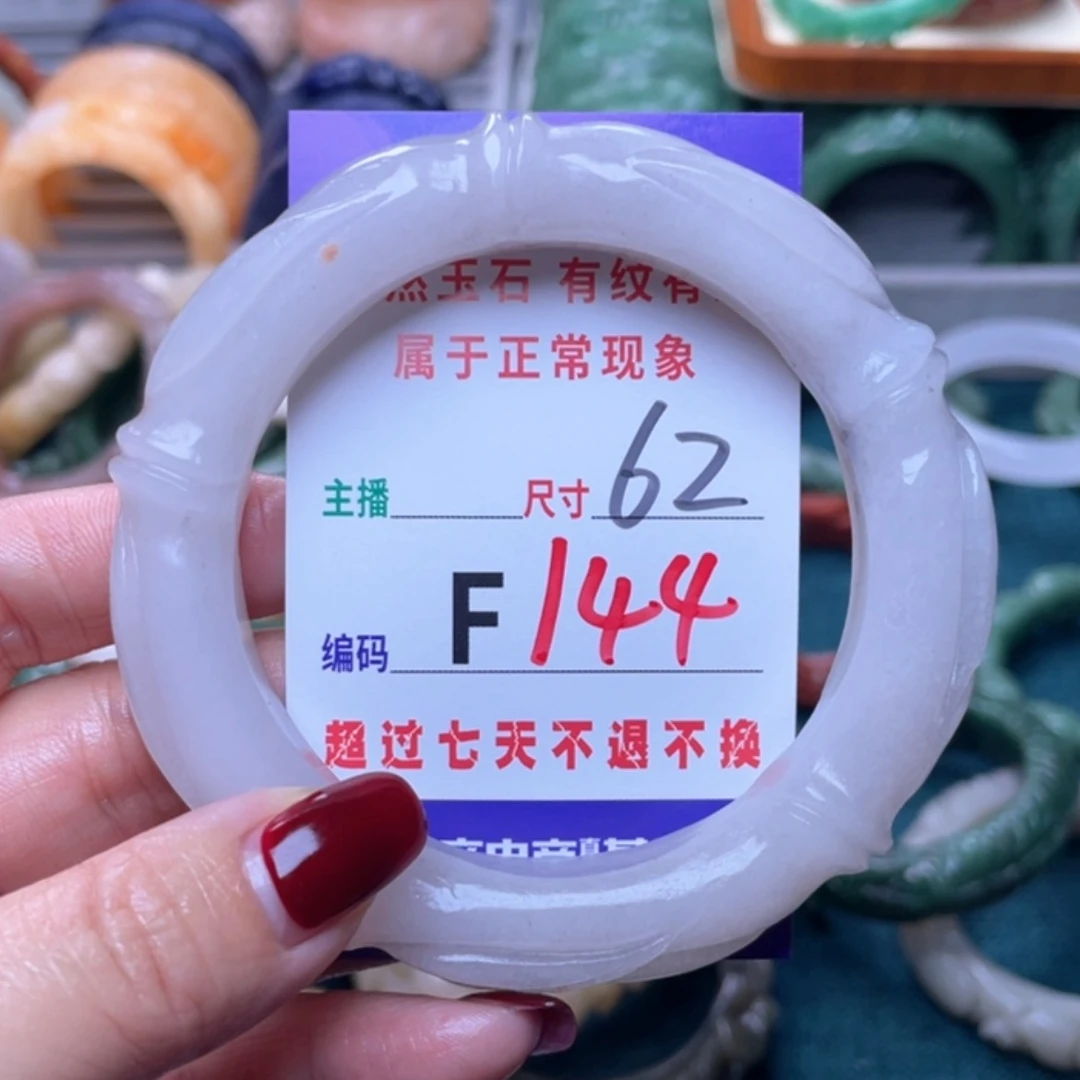 然玉石 有纹有
属于正常现象
主播 尺寸 62
编码 F 144
超过七天不退不换